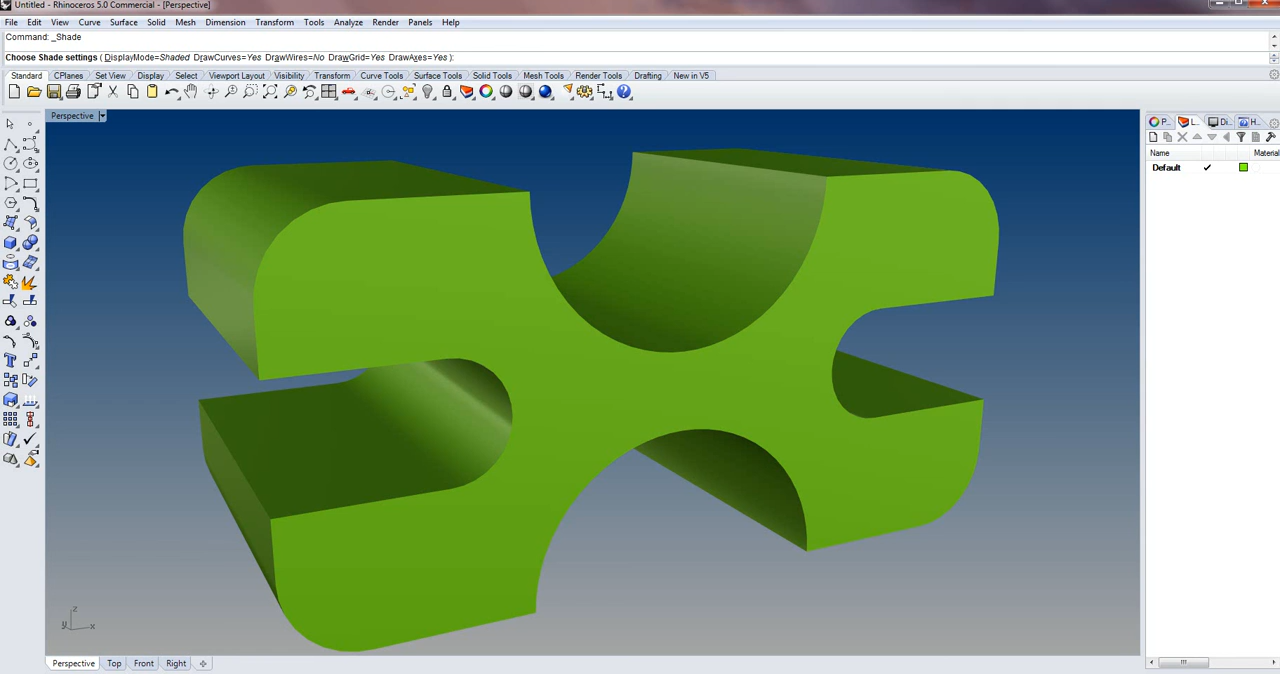 Untitled - Rhinoceros 5.0 Commercial - [Perspective]
File Edit View Curve Surface Solid Mesh Dimension Transform Tools Analyze Render Panels Help
Command: _Shade
Choose Shade settings ( DisplayMode=Shaded DrawCurves=Yes DrawWires=No DrawGrid=Yes DrawAxes=Yes):
Standard CPlanes Set View Display Select Viewport Layout Visibility Transform Curve Tools Surface Tools Solid Tools Mesh Tools Render Tools Drafting New in V5
Perspective
P... L... Di... H...
Name Material
Default
z
y x
Perspective Top Front Right